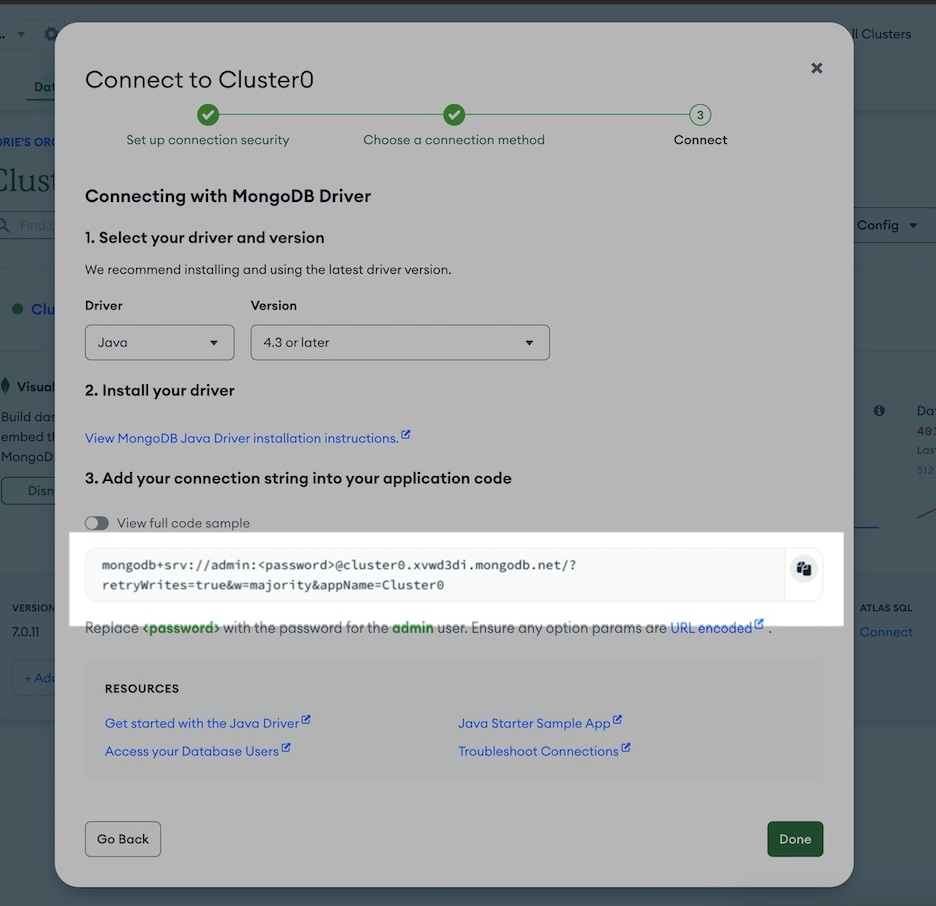 ll Clusters
Connect to Cluster0
Dat
3
Set up connection security
Choose a connection method
Connect
ORIE'S ORG
Clust
Connecting with MongoDB Driver
Find
Config
1. Select your driver and version
We recommend installing and using the latest driver version.
Driver
Version
Clu
Java
4.3 or later
Visual
2. Install your driver
Build das
embed th
MongoD
Da
401
Las
512.
View MongoDB Java Driver installation instructions.
3. Add your connection string into your application code
Dism
View full code sample
mongodb+srv://admin:<password>@cluster0.xvwd3di.mongodb.net/?
retryWrites=true&w=majority&appName=Cluster0
VERSION
ATLAS SQL
7.0.11
Connect
Replace <password> with the password for the admin user. Ensure any option params are URL encoded .
+ Add
RESOURCES
Get started with the Java Driver
Java Starter Sample App
Access your Database Users
Troubleshoot Connections
Go Back
Done